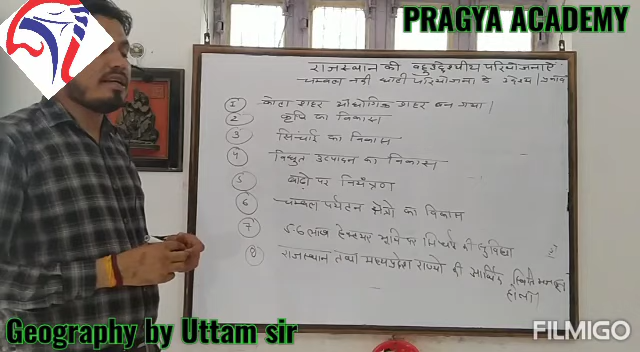 PRAGYA ACADEMY
राजस्थान की बहुउद्देशीय परियोजनाएँ
चम्बल नदी घाटी परियोजना के उद्देश्य /
1 कोटा शहर औद्योगिक शहर बन गया।
2 कृषि का विकास
3 सिंचाई का विकास
4 विधुत उत्पादन का विकास
5 बाढ़ो पर नियंत्रण
6 चम्बल पर्यटन क्षेत्रो का विकास
7 5-6 लाख हेक्टेयर भूमि पर सिंचाई की सुविधा
8 राजस्थान तथा मध्यप्रदेश राज्यो की आर्थिक स्थिति
होना।
Geography by Uttam sir
FILMIGO